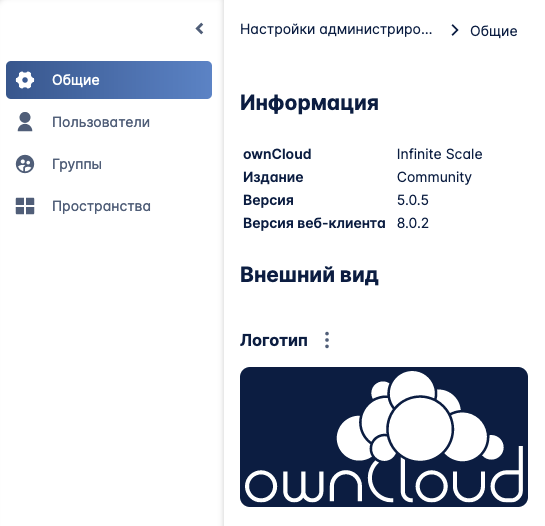 Общие
Пользователи
Группы
Пространства
Настройки администриро... Общие
Информация
ownCloud Infinite Scale
Издание Community
Версия 5.0.5
Версия веб-клиента 8.0.2
Внешний вид
Логотип
ownCloud